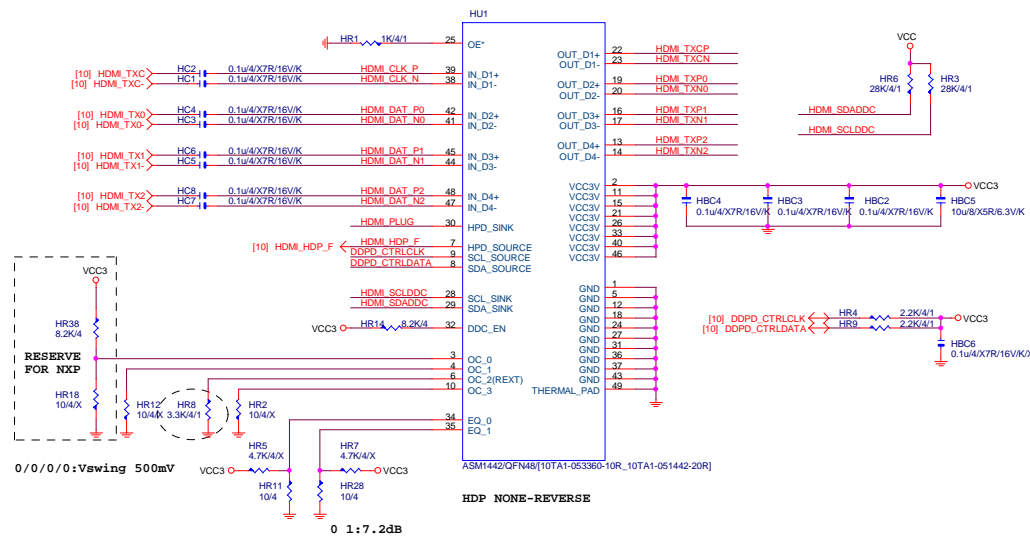 HU1
HR1 1K/4/1 25 OE*
OUT_D1+ 22 HDMI_TXCP
OUT_D1- 23 HDMI_TXCN
OUT_D2+ 19 HDMI_TXP0
OUT_D2- 20 HDMI_TXN0
OUT_D3+ 16 HDMI_TXP1
OUT_D3- 17 HDMI_TXN1
OUT_D4+ 13 HDMI_TXP2
OUT_D4- 14 HDMI_TXN2
[10] HDMI_TXC HC2 0.1u/4/X7R/16V/K HDMI_CLK_P 39 IN_D1+
[10] HDMI_TXC- HC1 0.1u/4/X7R/16V/K HDMI_CLK_N 38 IN_D1-
[10] HDMI_TX0 HC4 0.1u/4/X7R/16V/K HDMI_DAT_P0 42 IN_D2+
[10] HDMI_TX0- HC3 0.1u/4/X7R/16V/K HDMI_DAT_N0 41 IN_D2-
[10] HDMI_TX1 HC6 0.1u/4/X7R/16V/K HDMI_DAT_P1 45 IN_D3+
[10] HDMI_TX1- HC5 0.1u/4/X7R/16V/K HDMI_DAT_N1 44 IN_D3-
[10] HDMI_TX2 HC8 0.1u/4/X7R/16V/K HDMI_DAT_P2 48 IN_D4+
[10] HDMI_TX2- HC7 0.1u/4/X7R/16V/K HDMI_DAT_N2 47 IN_D4-
HDMI_PLUG 30 HPD_SINK
[10] HDMI_HDP_F HDMI_HDP_F 7 HPD_SOURCE
DDPD_CTRLCLK 9 SCL_SOURCE
DDPD_CTRLDATA 8 SDA_SOURCE
HDMI_SCLDDC 28 SCL_SINK
HDMI_SDADDC 29 SDA_SINK
VCC3 HR14 8.2K/4 32 DDC_EN
3 OC_0
4 OC_1
6 OC_2(REXT)
10 OC_3
34 EQ_0
35 EQ_1
VCC
HR6 28K/4/1
HR3 28K/4/1
HDMI_SDADDC
HDMI_SCLDDC
VCC3V 2
VCC3V 11
VCC3V 15
VCC3V 21
VCC3V 26
VCC3V 33
VCC3V 40
VCC3V 46
VCC3
HBC4 0.1u/4/X7R/16V/K
HBC3 0.1u/4/X7R/16V/K
HBC2 0.1u/4/X7R/16V/K
HBC5 10u/8/X5R/6.3V/K
GND 1
GND 5
GND 12
GND 18
GND 24
GND 27
GND 31
GND 36
GND 37
GND 43
THERMAL_PAD 49
[10] DDPD_CTRLCLK HR4 2.2K/4/1 VCC3
[10] DDPD_CTRLDATA HR9 2.2K/4/1
HBC6
VCC3
HR38
8.2K/4
RESERVE
FOR NXP
HR18
10/4/X
HR12
10/4/X
HR8
3.3K/4/1
HR2
10/4/X
0/0/0/0:Vswing 500mV
HR5
4.7K/4/X
VCC3
HR11
10/4
HR7
4.7K/4/X
VCC3
HR28
10/4
ASM1442/QFN48/[10TA1-053360-10R_10TA1-051442-20R]
HDP NONE-REVERSE
0 1:7.2dB